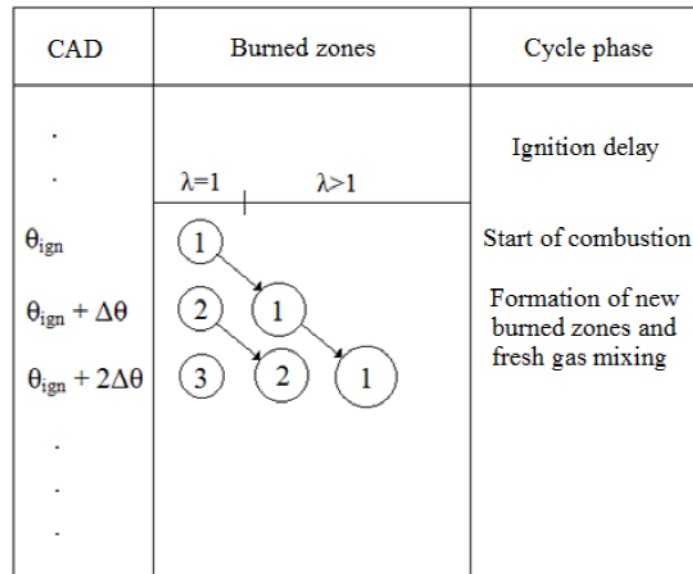 CAD Burned zones Cycle phase
. Ignition delay
.
λ=1 λ>1
θign 1 Start of combustion
θign + Δθ 2 1 Formation of new
burned zones and
fresh gas mixing
θign + 2Δθ 3 2 1
.
.
.